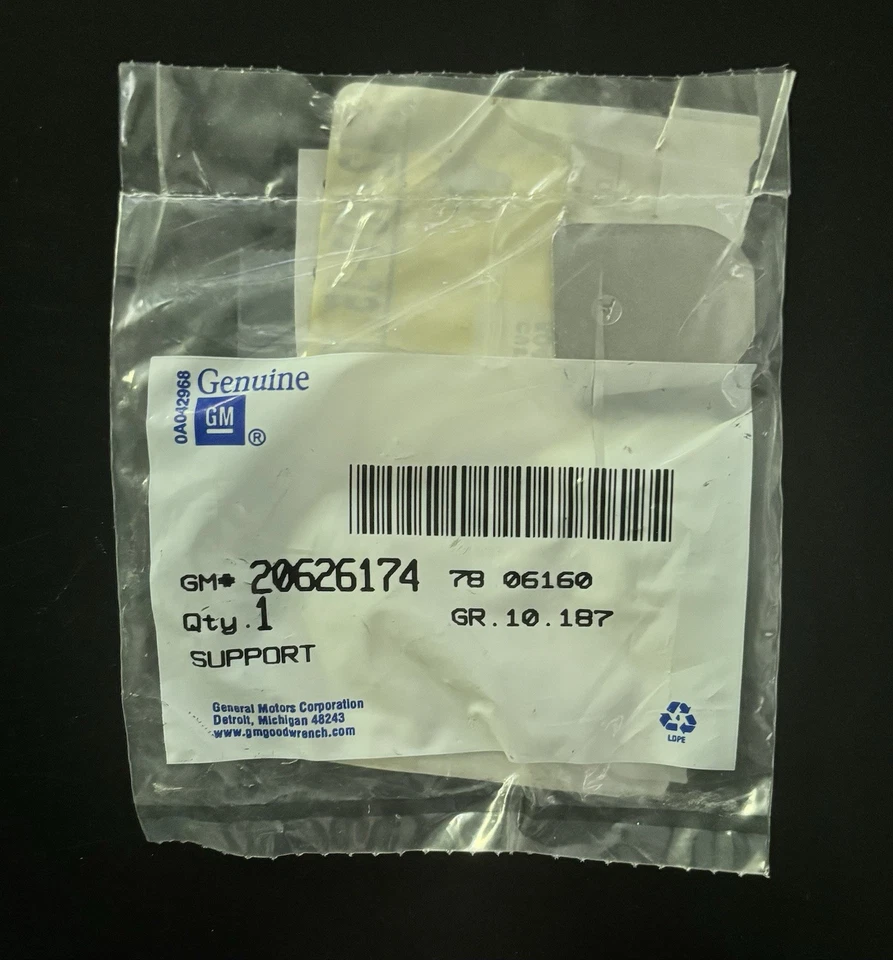 0A042968
Genuine
GM
®
GM# 20626174 78 06160
Qty.1 GR.10.187
SUPPORT
General Motors Corporation
Detroit, Michigan 48243
www.gmgoodwrench.com
4
LDPE